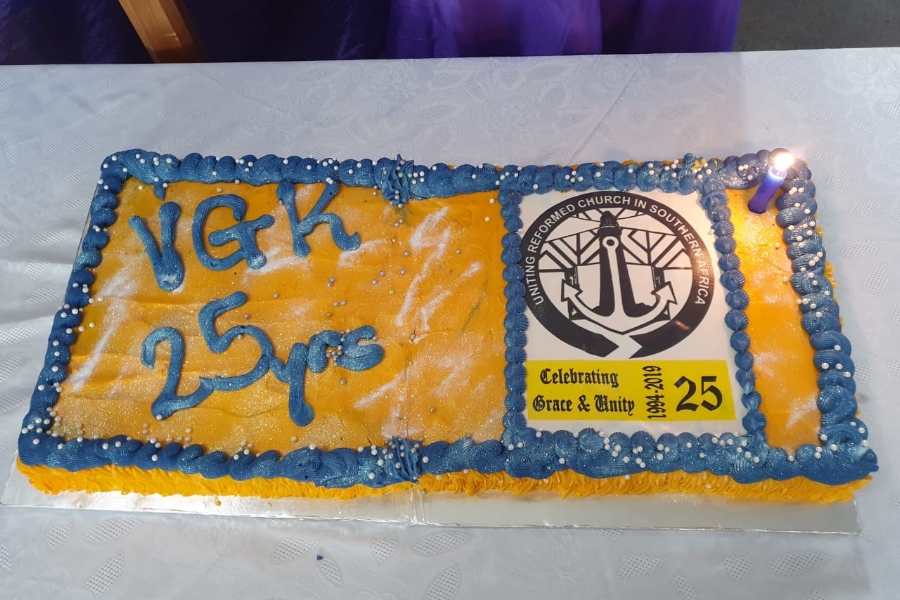 VGK
25yrs
UNITING REFORMED CHURCH IN SOUTHERN AFRICA
Celebrating
Grace & Unity
1994-2019
25